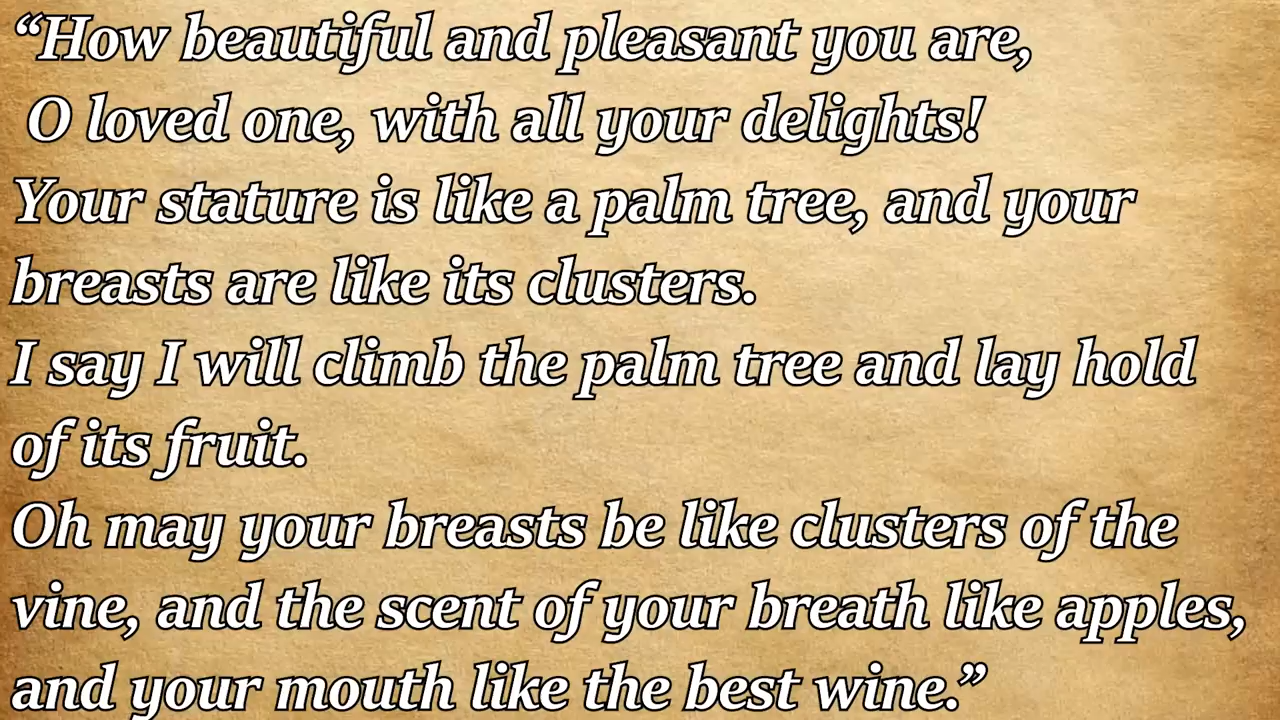 “How beautiful and pleasant you are,
O loved one, with all your delights!
Your stature is like a palm tree, and your
breasts are like its clusters.
I say I will climb the palm tree and lay hold
of its fruit.
Oh may your breasts be like clusters of the
vine, and the scent of your breath like apples,
and your mouth like the best wine.”